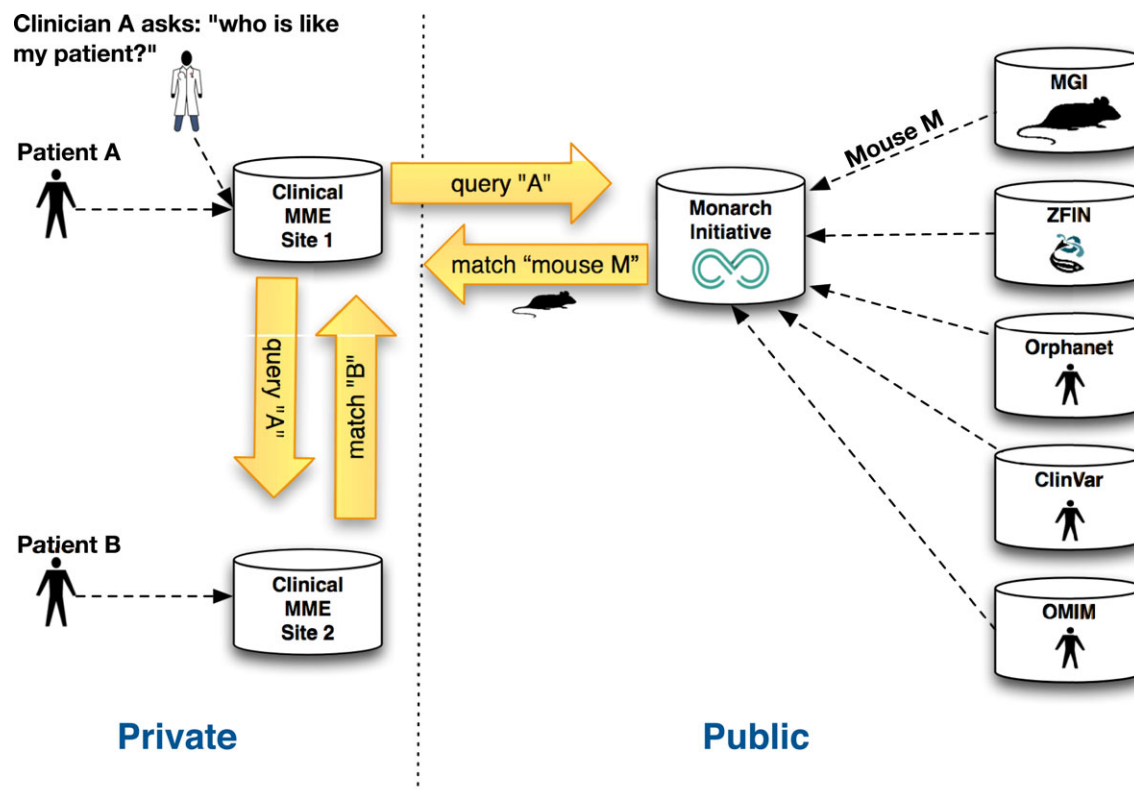 Clinician A asks: "who is like
my patient?"
Patient A
Clinical
MME
Site 1
query "A"
match “mouse M”
query "A"
match "B"
Patient B
Clinical
MME
Site 2
Private
Monarch
Initiative
Mouse M
MGI
ZFIN
Orphanet
ClinVar
OMIM
Public